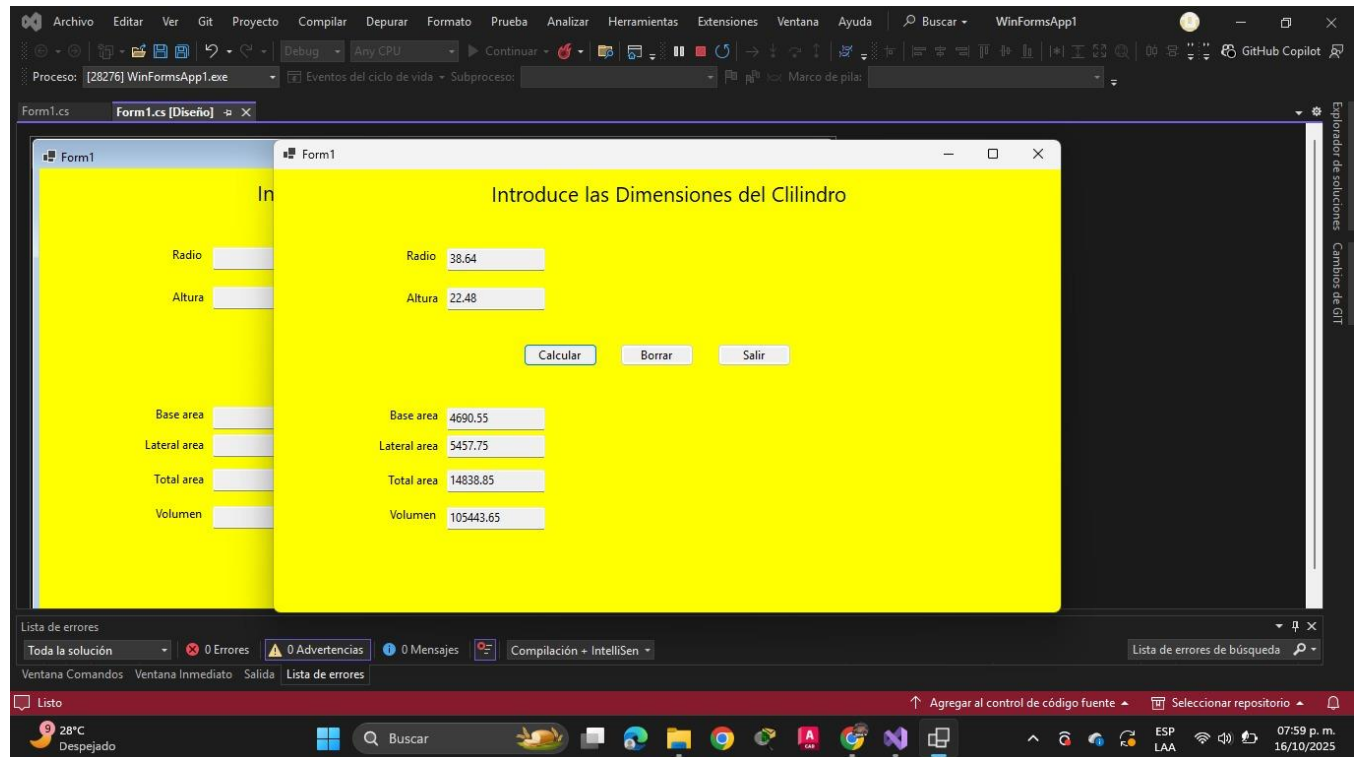 Archivo Editar Ver Git Proyecto Compilar Depurar Formato Prueba Analizar Herramientas Extensiones Ventana Ayuda Buscar WinFormsApp1
Debug Any CPU Continuar GitHub Copilot
Proceso: [28276] WinFormsApp1.exe Eventos del ciclo de vida Subproceso: Marco de pila:
Form1.cs Form1.cs [Diseño]
Explorador de soluciones
Cambios de GIT
Form1
In
Radio
Altura
Base area
Lateral area
Total area
Volumen
Form1
Introduce las Dimensiones del Clilindro
Radio 38.64
Altura 22.48
Calcular Borrar Salir
Base area 4690.55
Lateral area 5457.75
Total area 14838.85
Volumen 105443.65
Lista de errores
Toda la solución 0 Errores 0 Advertencias 0 Mensajes Compilación + IntelliSen Lista de errores de búsqueda
Ventana Comandos Ventana Inmediato Salida Lista de errores
Listo Agregar al control de código fuente Seleccionar repositorio
9 28°C Buscar ESP 07:59 p. m.
Despejado LAA 16/10/2025